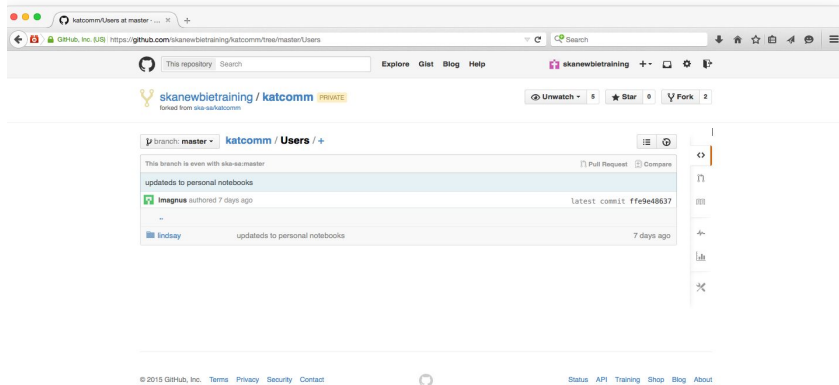 katcomm/Users at master · ...
GitHub, Inc. (US) https://github.com/skanewbietraining/katcomm/tree/master/Users
Search
This repository Search Explore Gist Blog Help skanewbietraining
skanewbietraining / katcomm PRIVATE
forked from ska-sa/katcomm
Unwatch 5 Star 0 Fork 2
branch: master katcomm / Users / +
This branch is even with ska-sa:master Pull Request Compare
updateds to personal notebooks
lmagnus authored 7 days ago latest commit ffe9e48637
..
lindsay updateds to personal notebooks 7 days ago
© 2015 GitHub, Inc. Terms Privacy Security Contact Status API Training Shop Blog About